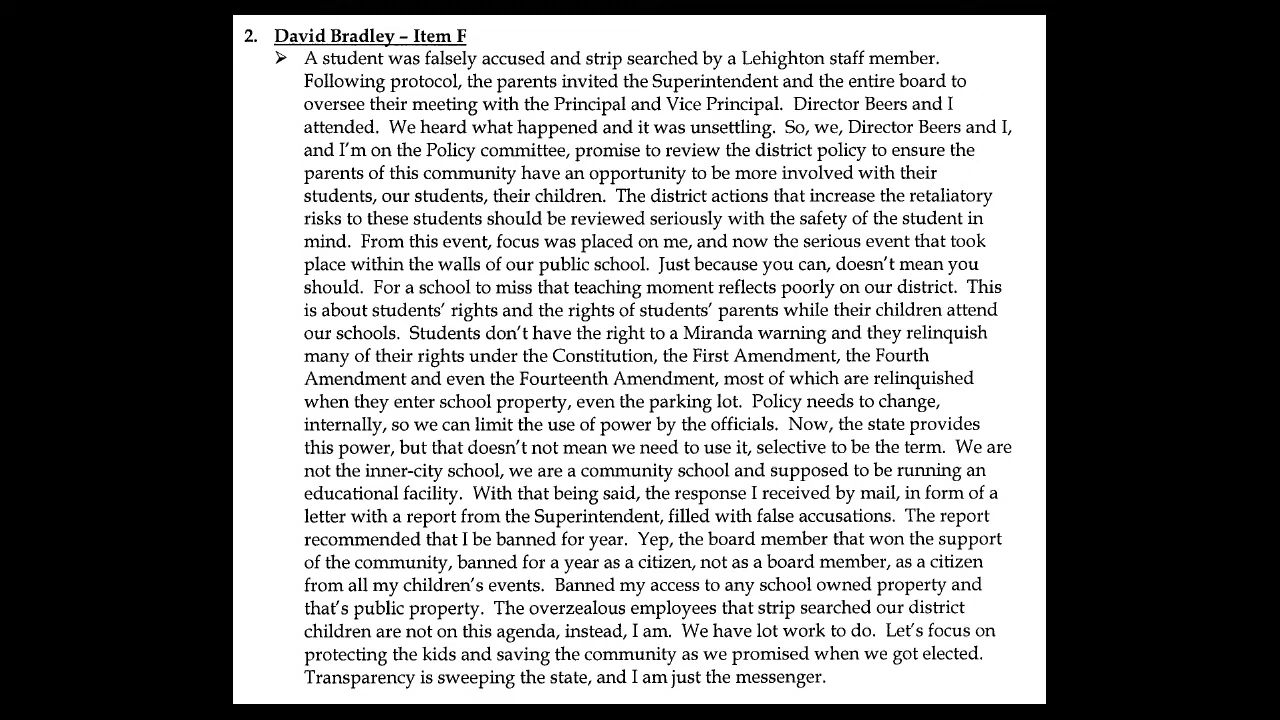 2. David Bradley – Item F
➢ A student was falsely accused and strip searched by a Lehighton staff member.
Following protocol, the parents invited the Superintendent and the entire board to
oversee their meeting with the Principal and Vice Principal. Director Beers and I
attended. We heard what happened and it was unsettling. So, we, Director Beers and I,
and I'm on the Policy committee, promise to review the district policy to ensure the
parents of this community have an opportunity to be more involved with their
students, our students, their children. The district actions that increase the retaliatory
risks to these students should be reviewed seriously with the safety of the student in
mind. From this event, focus was placed on me, and now the serious event that took
place within the walls of our public school. Just because you can, doesn't mean you
should. For a school to miss that teaching moment reflects poorly on our district. This
is about students' rights and the rights of students' parents while their children attend
our schools. Students don't have the right to a Miranda warning and they relinquish
many of their rights under the Constitution, the First Amendment, the Fourth
Amendment and even the Fourteenth Amendment, most of which are relinquished
when they enter school property, even the parking lot. Policy needs to change,
internally, so we can limit the use of power by the officials. Now, the state provides
this power, but that doesn't not mean we need to use it, selective to be the term. We are
not the inner-city school, we are a community school and supposed to be running an
educational facility. With that being said, the response I received by mail, in form of a
letter with a report from the Superintendent, filled with false accusations. The report
recommended that I be banned for year. Yep, the board member that won the support
of the community, banned for a year as a citizen, not as a board member, as a citizen
from all my children's events. Banned my access to any school owned property and
that's public property. The overzealous employees that strip searched our district
children are not on this agenda, instead, I am. We have lot work to do. Let's focus on
protecting the kids and saving the community as we promised when we got elected.
Transparency is sweeping the state, and I am just the messenger.